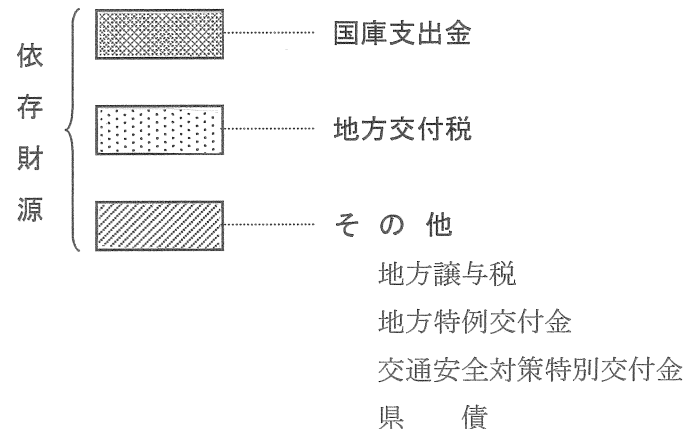 依存財源
国庫支出金
地方交付税
その他
地方譲与税
地方特例交付金
交通安全対策特別交付金
県　　債